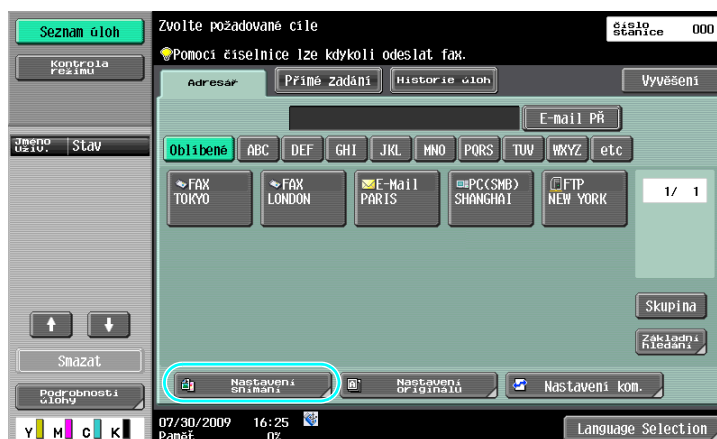 Seznam úloh
Kontrola
režimu
Jméno
uživ.
Stav
Smazat
Podrobnosti
úlohy
Y M C K
Zvolte požadované cíle
číslo
stanice
000
Pomocí číselnice lze kdykoli odeslat fax.
Adresář
Přímé zadání
Historie úloh
Vyvěšení
E-mail PŘ
Oblíbené
ABC
DEF
GHI
JKL
MNO
PQRS
TUV
WXYZ
etc
FAX
TOKYO
FAX
LONDON
E-Mail
PARIS
PC(SMB)
SHANGHAI
FTP
NEW YORK
1/ 1
Skupina
Základní
hledání
Nastavení
snímání
Nastavení
originálu
Nastavení kom.
07/30/2009 16:25
Paměť 0%
Language Selection